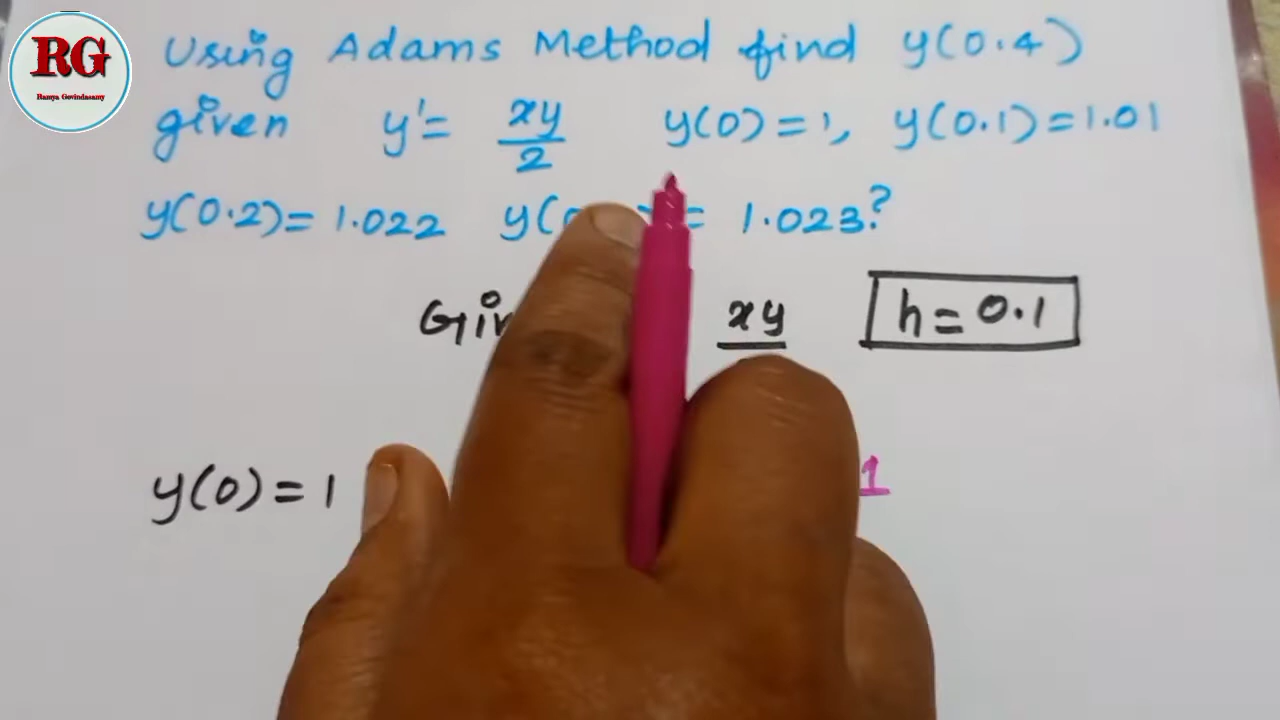 RG
Ramya Govindasamy
Using Adams Method find y(0.4)
given y' = xy/2 y(0) = 1, y(0.1) = 1.01
y(0.2) = 1.022 y( = 1.023?
xy h = 0.1
y(0) = 1 1